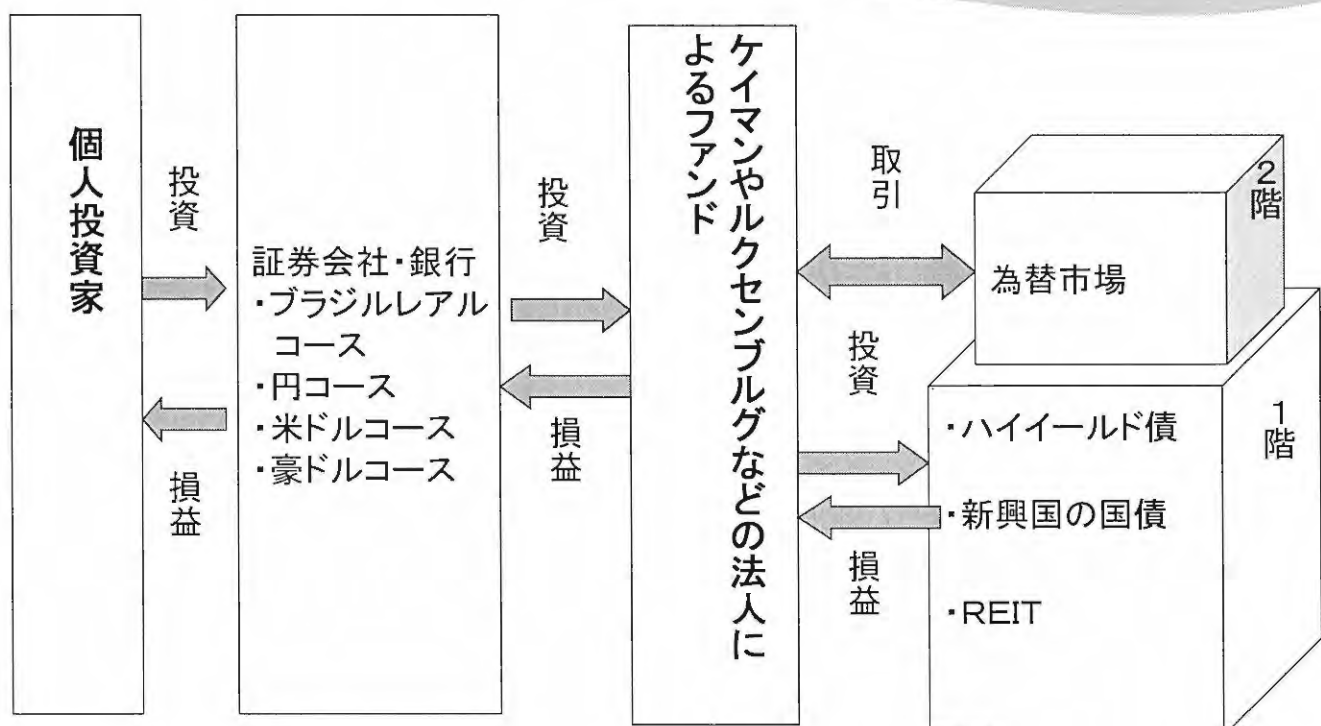 個人投資家
投資
損益
証券会社・銀行
・ブラジルレアル
コース
・円コース
・米ドルコース
・豪ドルコース
投資
損益
ケイマンやルクセンブルグなどの法人に
よるファンド
取引
投資
損益
2階
為替市場
1階
・ハイイールド債
・新興国の国債
・REIT